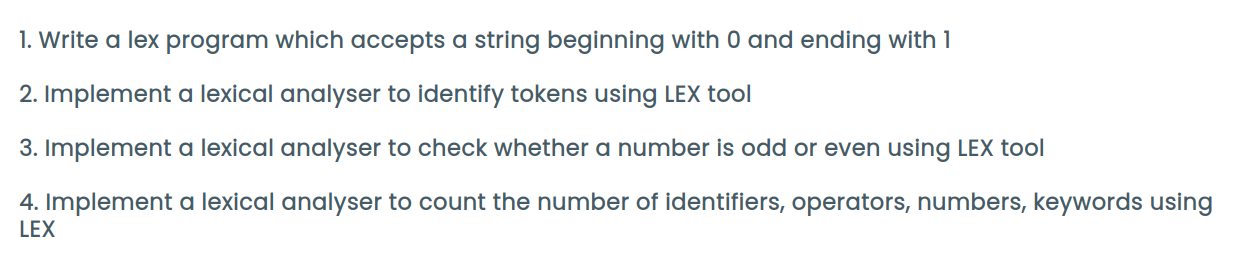 1. Write a lex program which accepts a string beginning with 0 and ending with 1
2. Implement a lexical analyser to identify tokens using LEX tool
3. Implement a lexical analyser to check whether a number is odd or even using LEX tool
4. Implement a lexical analyser to count the number of identifiers, operators, numbers, keywords using
LEX